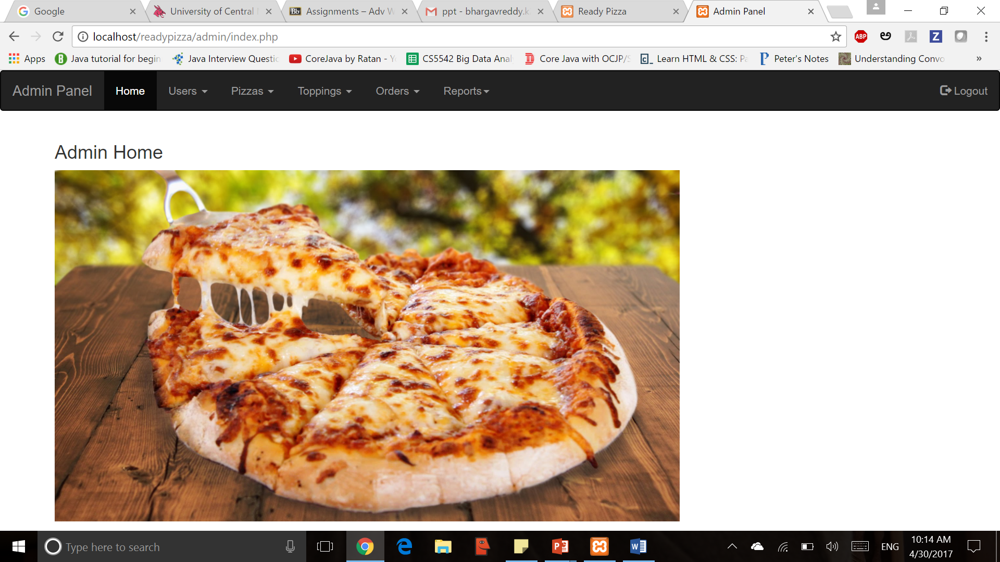 Google
University of Central
Assignments – Adv W
ppt - bhargavreddy.k
Ready Pizza
Admin Panel
localhost/readypizza/admin/index.php
ABP
Z
Apps
Java tutorial for begin
Java Interview Questic
CoreJava by Ratan - Yo
CS5542 Big Data Anal
Core Java with OCJP/S
Learn HTML & CSS: Pa
Peter's Notes
Understanding Convo
»
Admin Panel
Home
Users
Pizzas
Toppings
Orders
Reports
Logout
Admin Home
Type here to search
ENG
10:14 AM
4/30/2017